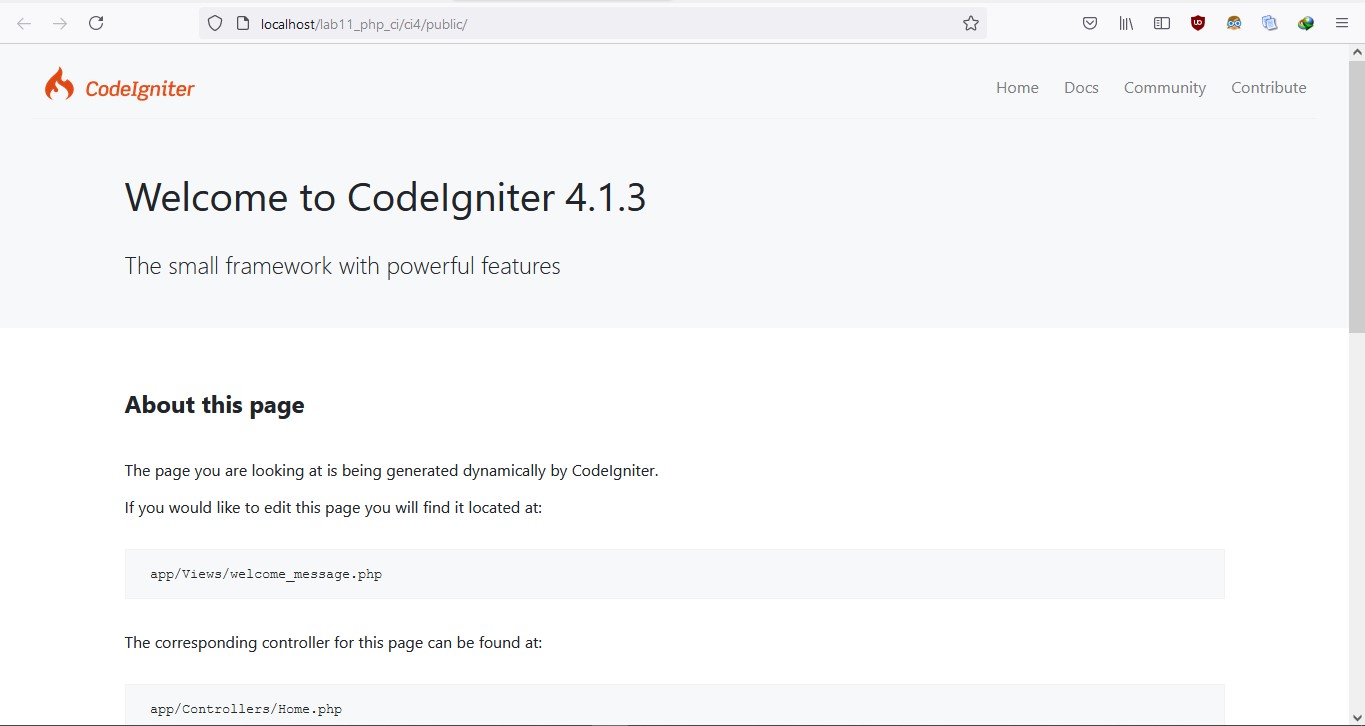 localhost/lab11_php_ci/ci4/public/
CodeIgniter
Home Docs Community Contribute
Welcome to CodeIgniter 4.1.3
The small framework with powerful features
About this page
The page you are looking at is being generated dynamically by CodeIgniter.
If you would like to edit this page you will find it located at:
app/Views/welcome_message.php
The corresponding controller for this page can be found at:
app/Controllers/Home.php